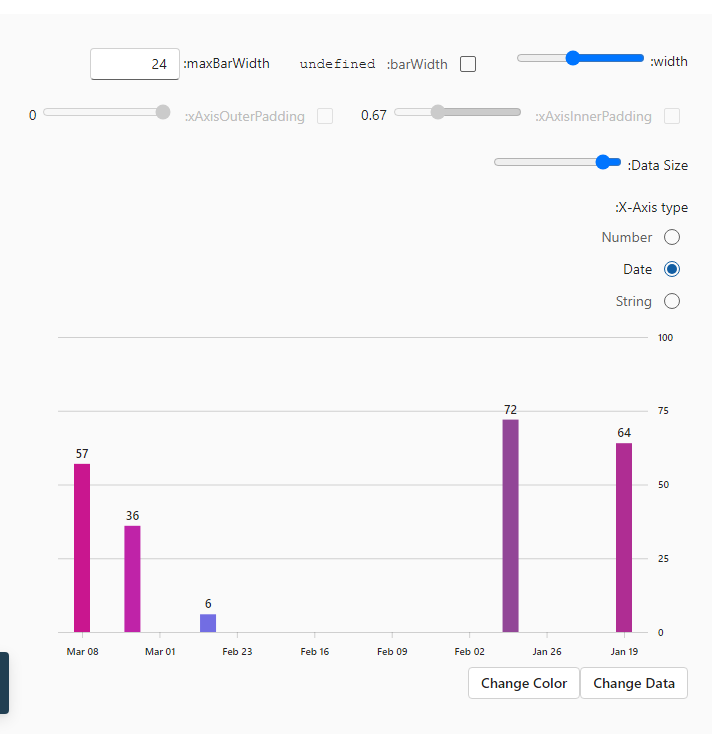 width:
barWidth: undefined
maxBarWidth: 24
xAxisInnerPadding: 0.67
xAxisOuterPadding: 0
Data Size:
X-Axis type:
Number
Date
String
100
75
50
25
0
57
36
6
72
64
Mar 08 Mar 01 Feb 23 Feb 16 Feb 09 Feb 02 Jan 26 Jan 19
Change Color Change Data